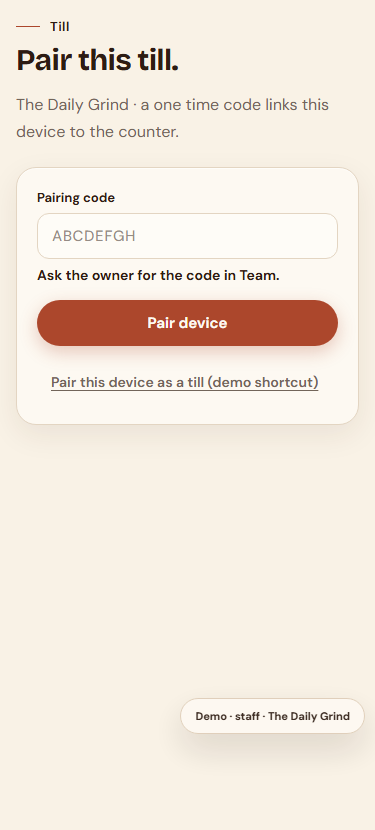 Till
Pair this till.
The Daily Grind · a one time code links this
device to the counter.
Pairing code
ABCDEFGH
Ask the owner for the code in Team.
Pair device
Pair this device as a till (demo shortcut)
Demo · staff · The Daily Grind